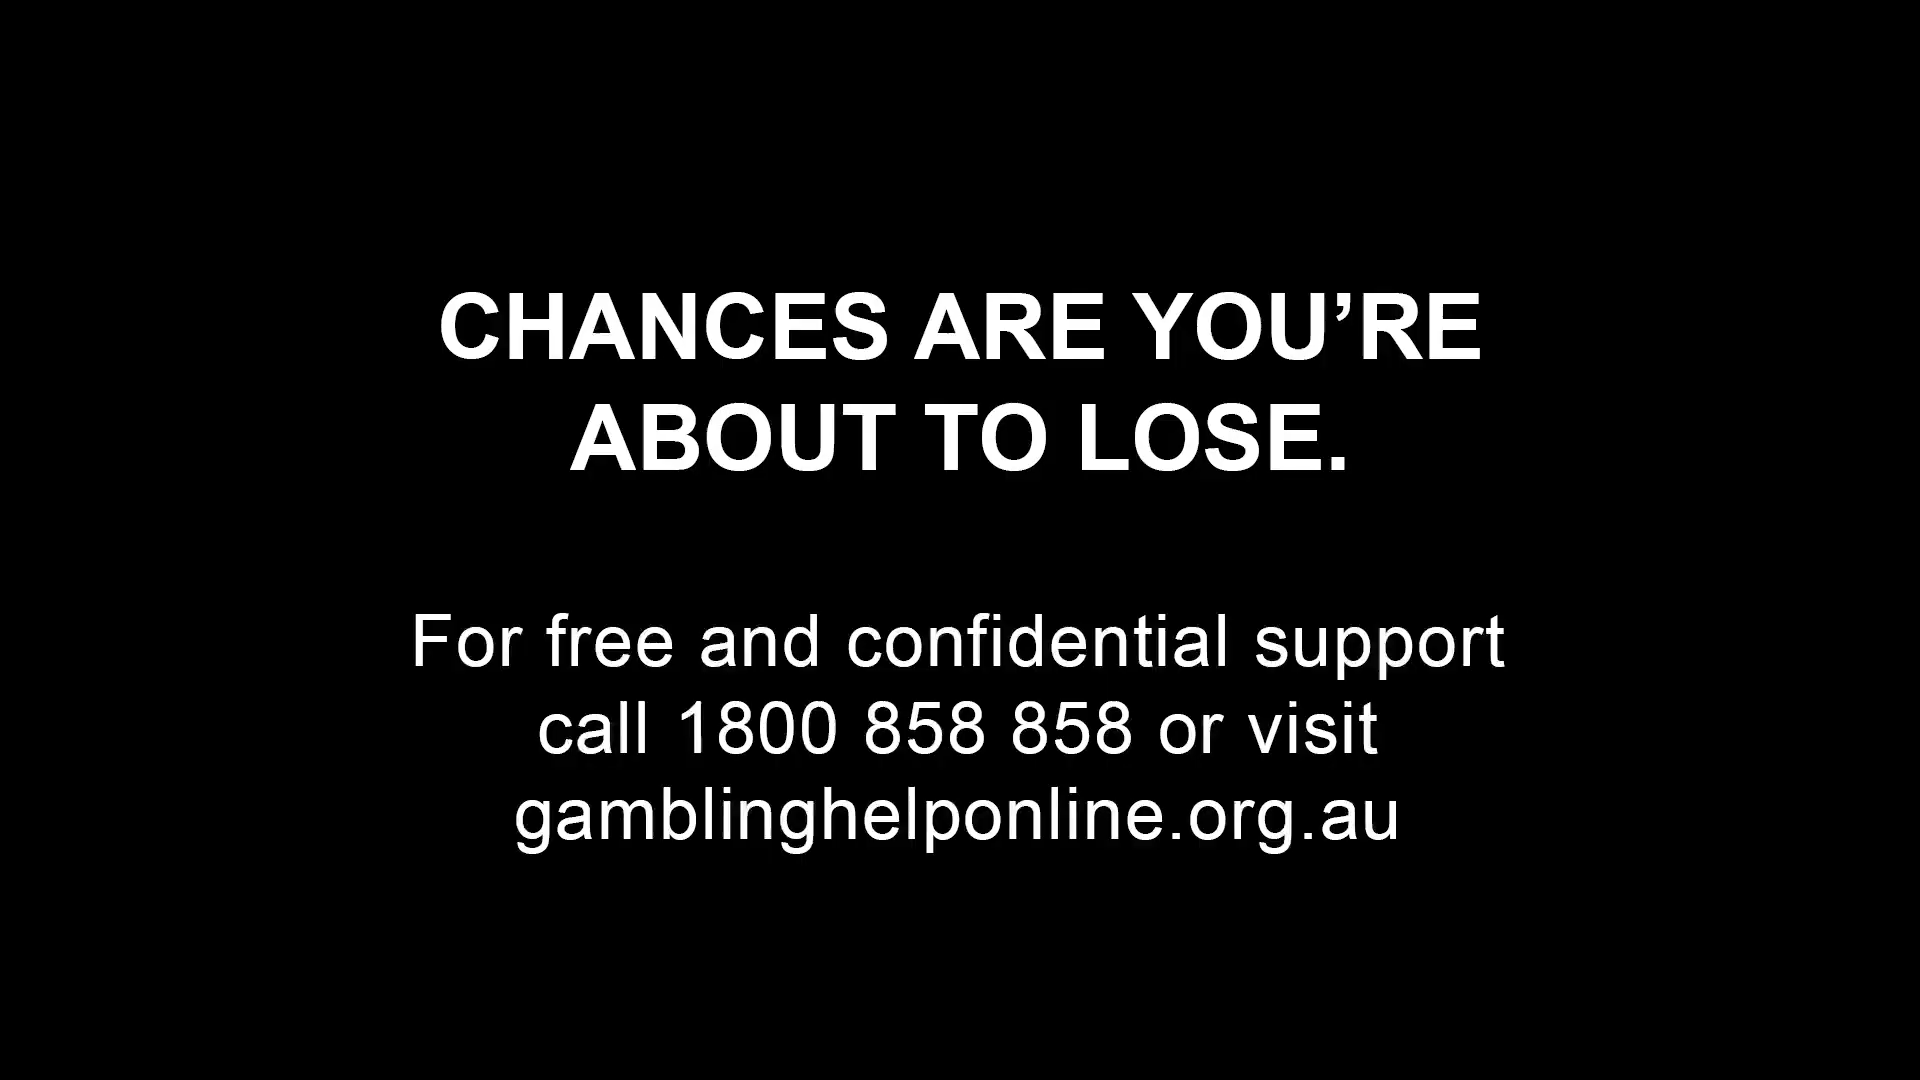 CHANCES ARE YOU’RE
ABOUT TO LOSE.
For free and confidential support
call 1800 858 858 or visit
gamblinghelponline.org.au